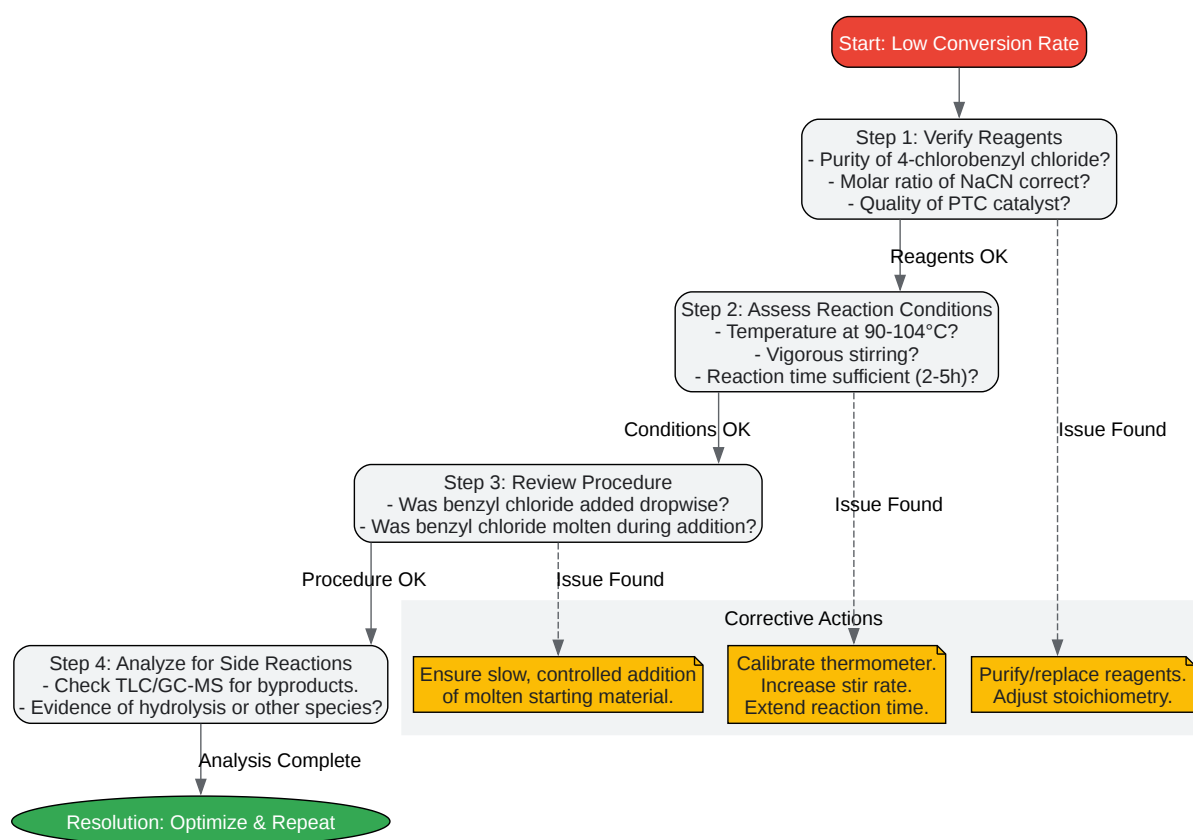 Start: Low Conversion Rate
Step 1: Verify Reagents
- Purity of 4-chlorobenzyl chloride?
- Molar ratio of NaCN correct?
- Quality of PTC catalyst?
Reagents OK
Step 2: Assess Reaction Conditions
- Temperature at 90-104°C?
- Vigorous stirring?
- Reaction time sufficient (2-5h)?
Conditions OK
Issue Found
Step 3: Review Procedure
- Was benzyl chloride added dropwise?
- Was benzyl chloride molten during addition?
Issue Found
Procedure OK
Issue Found
Corrective Actions
Step 4: Analyze for Side Reactions
- Check TLC/GC-MS for byproducts.
- Evidence of hydrolysis or other species?
Ensure slow, controlled addition
of molten starting material.
Calibrate thermometer.
Increase stir rate.
Extend reaction time.
Purify/replace reagents.
Adjust stoichiometry.
Analysis Complete
Resolution: Optimize & Repeat